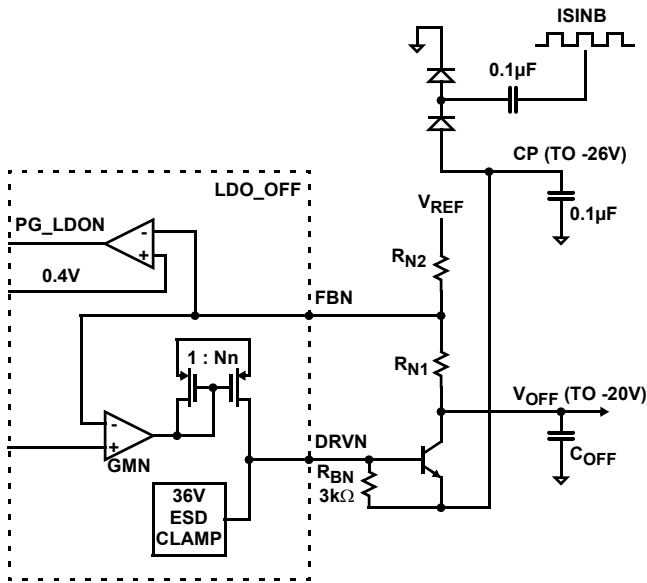 ISINB
0.1µF
CP (TO -26V)
LDO_OFF
VREF
0.1µF
PG_LDON
-
+
RN2
0.4V
FBN
1 : Nn
RN1
VOFF (TO -20V)
-
+
GMN
DRVN
RBN
3kΩ
COFF
36V
ESD
CLAMP